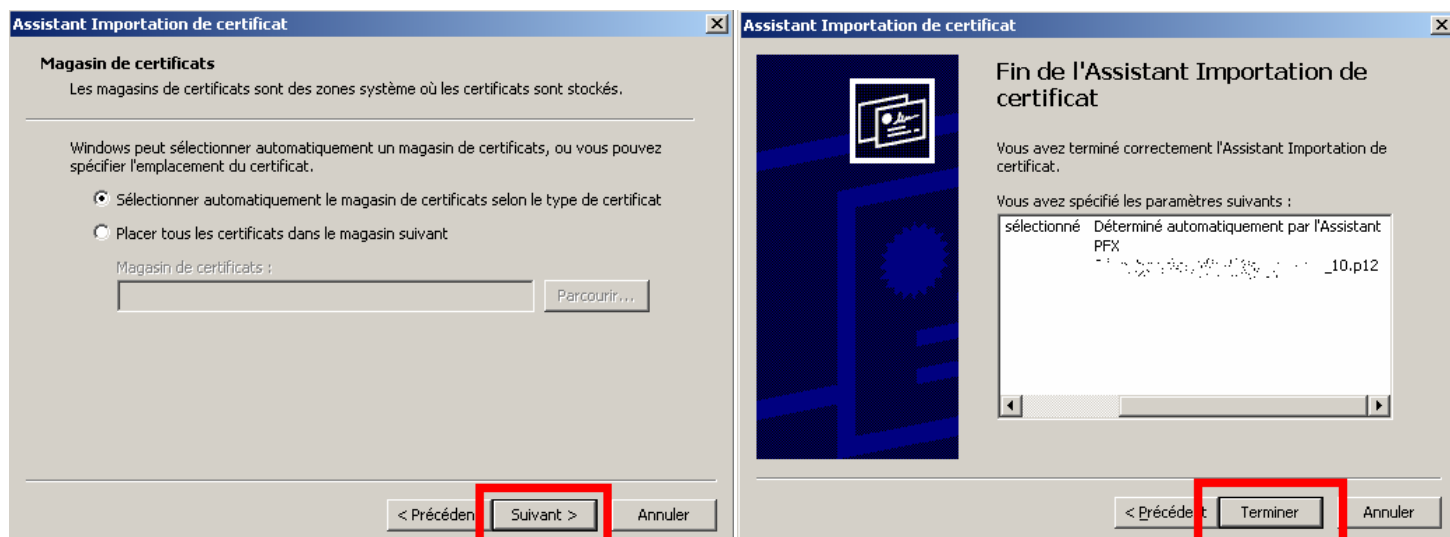 Assistant Importation de certificat
Magasin de certificats
Les magasins de certificats sont des zones système où les certificats sont stockés.
Windows peut sélectionner automatiquement un magasin de certificats, ou vous pouvez
spécifier l'emplacement du certificat.
Sélectionner automatiquement le magasin de certificats selon le type de certificat
Placer tous les certificats dans le magasin suivant
Magasin de certificats :
Parcourir...
< Précéden
Suivant >
Annuler
Assistant Importation de certificat
Fin de l'Assistant Importation de
certificat
Vous avez terminé correctement l'Assistant Importation de
certificat.
Vous avez spécifié les paramètres suivants :
sélectionné Déterminé automatiquement par l'Assistant
PFX
_10.p12
< Précédent
Terminer
Annuler